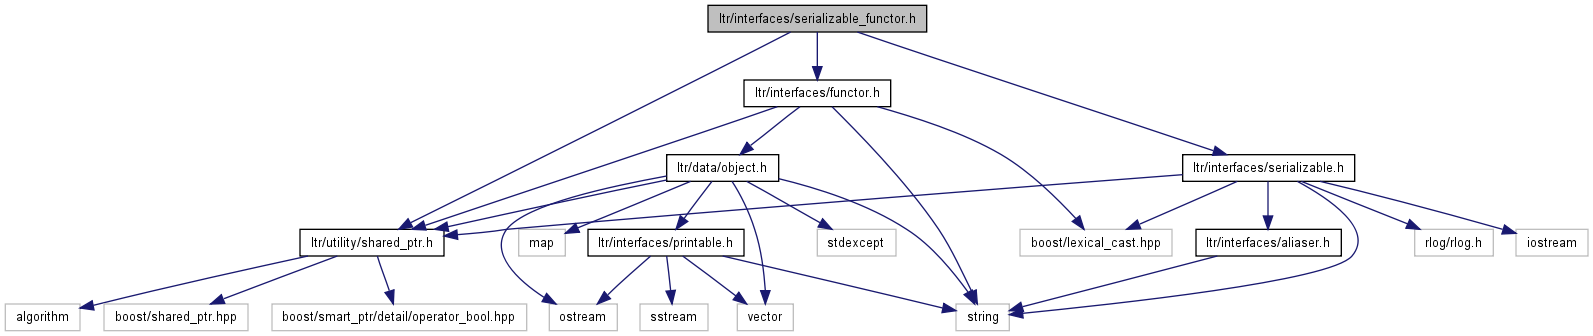 ltr/interfaces/serializable_functor.h
ltr/interfaces/functor.h
ltr/data/object.h
ltr/interfaces/serializable.h
ltr/utility/shared_ptr.h
map
ltr/interfaces/printable.h
stdexcept
boost/lexical_cast.hpp
ltr/interfaces/aliaser.h
rlog/rlog.h
iostream
algorithm
boost/shared_ptr.hpp
boost/smart_ptr/detail/operator_bool.hpp
ostream
sstream
vector
string